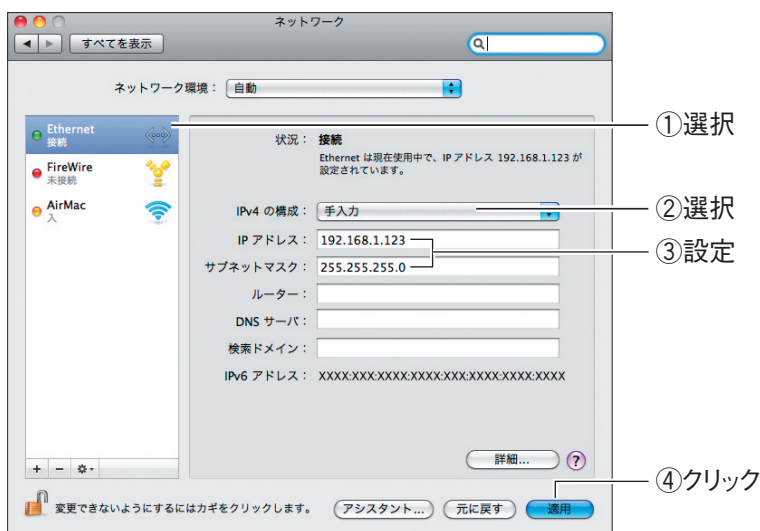 ネットワーク
すべてを表示
ネットワーク環境： 自動
Ethernet
接続
FireWire
未接続
AirMac
入
状況： 接続
Ethernet は現在使用中で、IP アドレス 192.168.1.123 が
設定されています。
IPv4 の構成： 手入力
IP アドレス： 192.168.1.123
サブネットマスク： 255.255.255.0
ルーター：
DNS サーバ：
検索ドメイン：
IPv6 アドレス： XXXX:XXX:XXXX:XXXX:XXX:XXXX:XXXX:XXXX
詳細... ?
変更できないようにするにはカギをクリックします。
アシスタント... 元に戻す 適用
①選択
②選択
③設定
④クリック